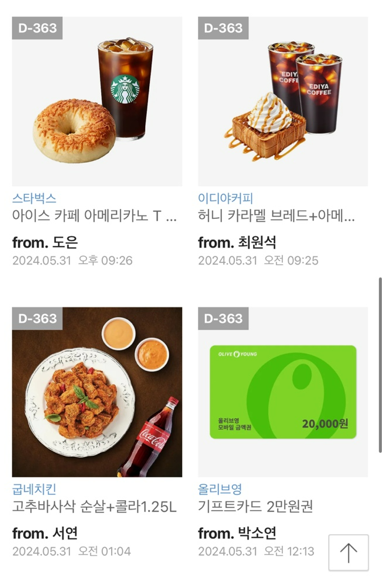 D-363
D-363
EDIYA
COFFEE
EDIYA
COFFEE
스타벅스
아이스 카페 아메리카노 T ...
from. 도은
2024.05.31 오후 09:26
이디야커피
허니 카라멜 브레드+아메...
from. 최원석
2024.05.31 오전 09:25
D-363
Coca-Cola
D-363
OLIVE YOUNG
올리브영
모바일 금액권
20,000원
굽네치킨
고추바사삭 순살+콜라1.25L
from. 서연
2024.05.31 오전 01:04
올리브영
기프트카드 2만원권
from. 박소연
2024.05.31 오전 12:13